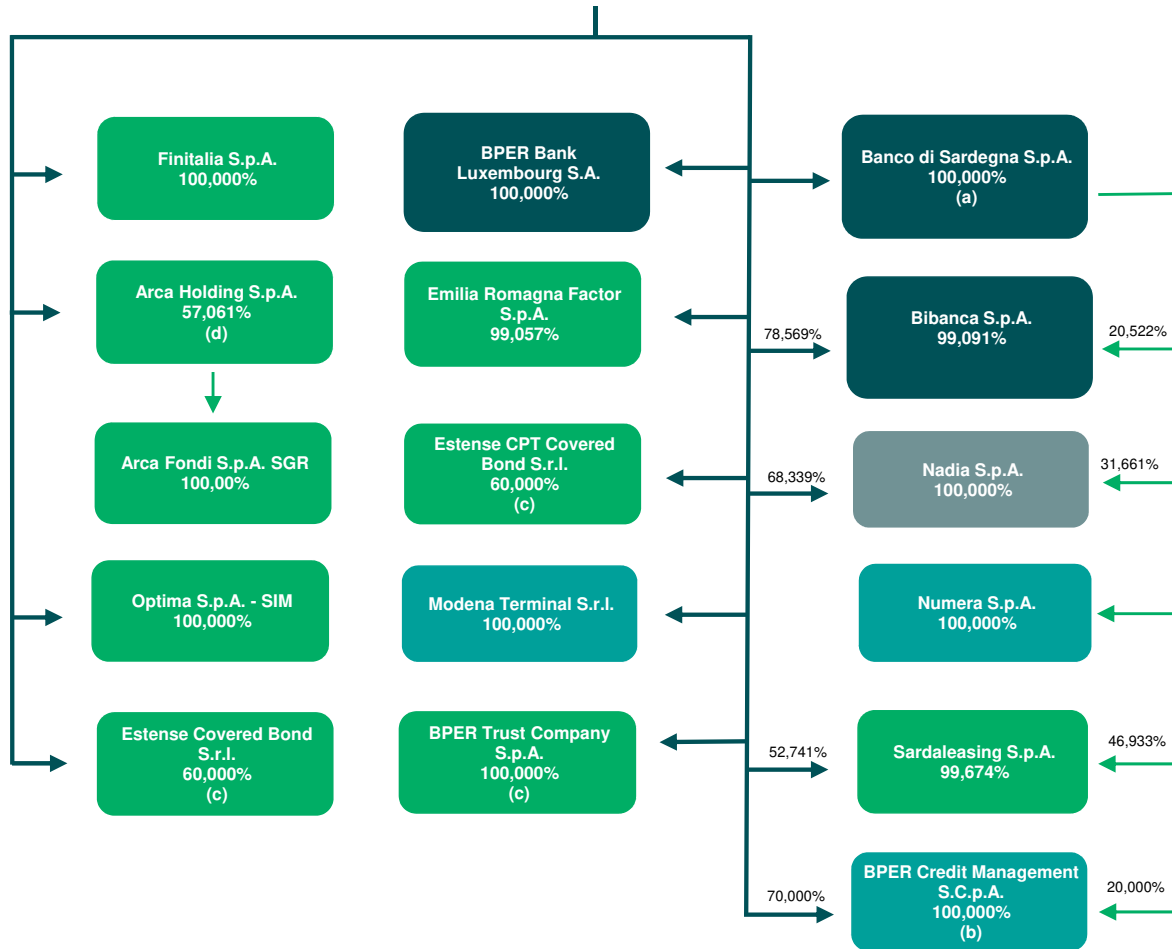 Finitalia S.p.A.
100,000%
BPER Bank
Luxembourg S.A.
100,000%
Banco di Sardegna S.p.A.
100,000%
(a)
Arca Holding S.p.A.
57,061%
(d)
Emilia Romagna Factor
S.p.A.
99,057%
78,569%
Bibanca S.p.A.
99,091%
20,522%
Arca Fondi S.p.A. SGR
100,00%
Estense CPT Covered
Bond S.r.l.
60,000%
(c)
68,339%
Nadia S.p.A.
100,000%
31,661%
Optima S.p.A. - SIM
100,000%
Modena Terminal S.r.l.
100,000%
Numera S.p.A.
100,000%
Estense Covered Bond
S.r.l.
60,000%
(c)
BPER Trust Company
S.p.A.
100,000%
(c)
52,741%
Sardaleasing S.p.A.
99,674%
46,933%
70,000%
BPER Credit Management
S.C.p.A.
100,000%
(b)
20,000%